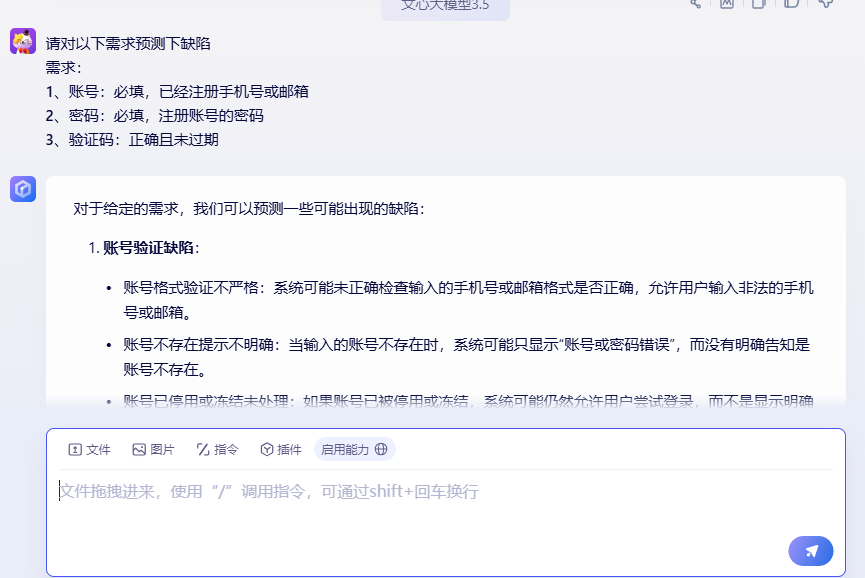 文心大模型3.5
请对以下需求预测下缺陷
需求：
1、账号：必填，已经注册手机号或邮箱
2、密码：必填，注册账号的密码
3、验证码：正确且未过期
对于给定的需求，我们可以预测一些可能出现的缺陷：
1. 账号验证缺陷：
• 账号格式验证不严格：系统可能未正确检查输入的手机号或邮箱格式是否正确，允许用户输入非法的手机
号或邮箱。
• 账号不存在提示不明确：当输入的账号不存在时，系统可能只显示“账号或密码错误”，而没有明确告知是
账号不存在。
• 账号已停用或冻结未处理：如果账号已被停用或冻结，系统可能仍然允许用户尝试登录，而不是显示明确
文件 图片 指令 插件 启用能力
文件拖拽进来，使用“/”调用指令，可通过shift+回车换行